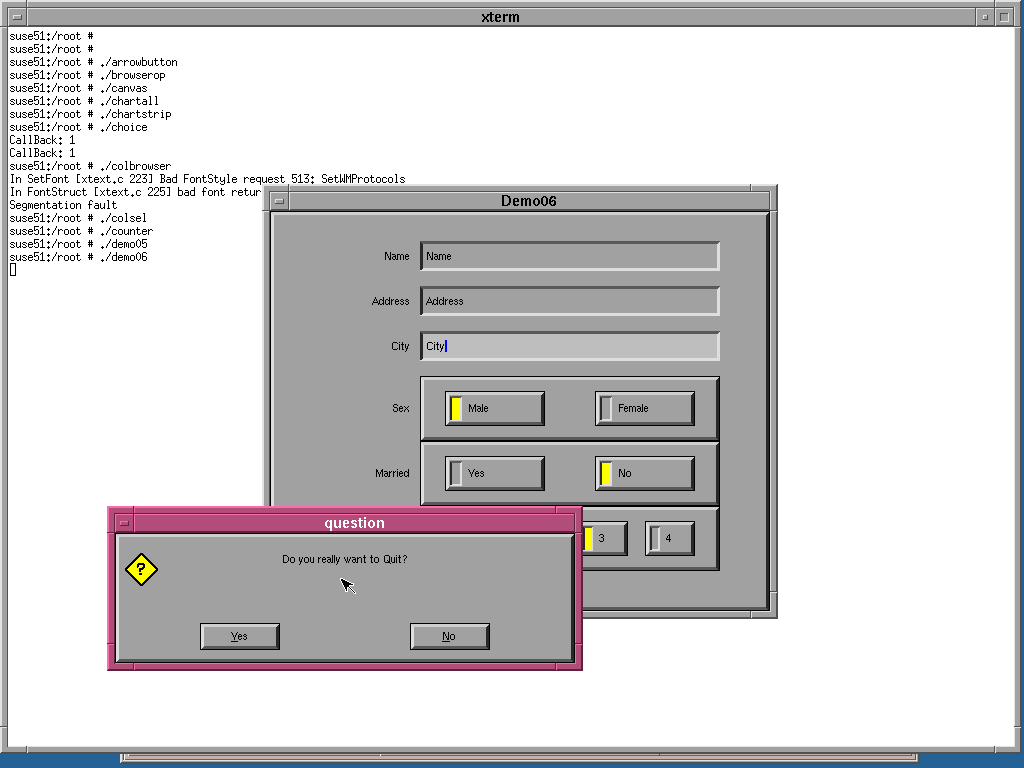 xterm
suse51:/root #
suse51:/root #
suse51:/root # ./arrowbutton
suse51:/root # ./browserop
suse51:/root # ./canvas
suse51:/root # ./chartall
suse51:/root # ./chartstrip
suse51:/root # ./choice
CallBack: 1
CallBack: 1
suse51:/root # ./colbrowser
In SetFont [xtext.c 223] Bad FontStyle request 513: SetWMProtocols
In FontStruct [xtext.c 225] bad font retur
Segmentation fault
suse51:/root # ./colsel
suse51:/root # ./counter
suse51:/root # ./demo05
suse51:/root # ./demo06
Demo06
Name Name
Address Address
City City
Sex Male Female
Married Yes No
3 4
question
?
Do you really want to Quit?
Yes No